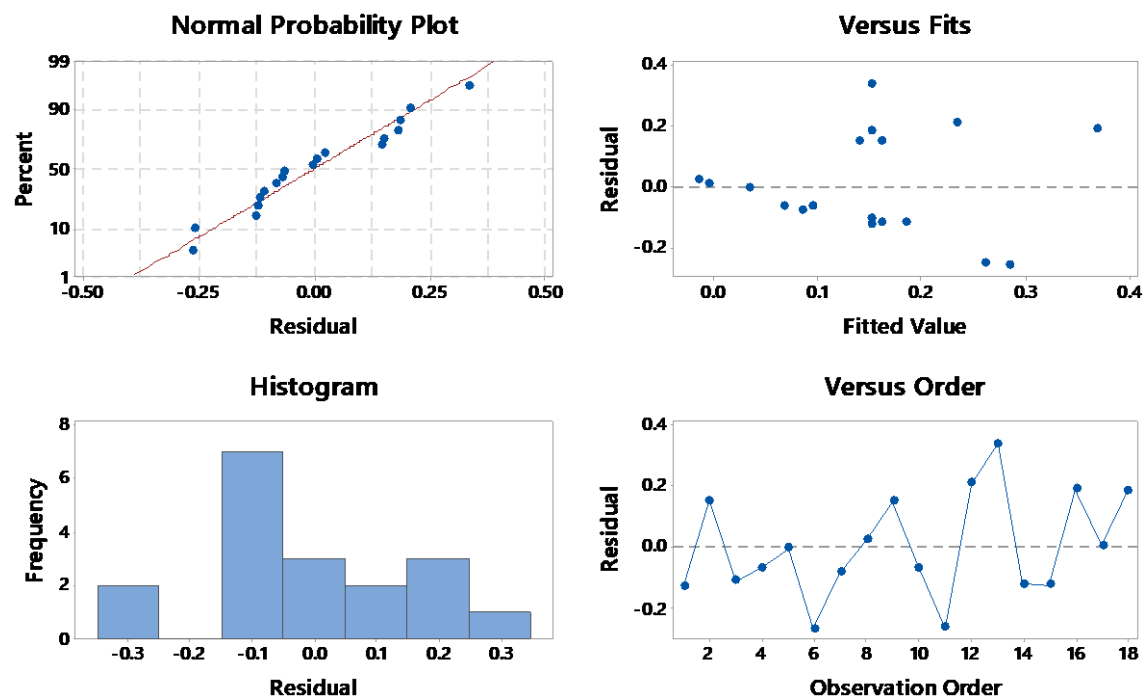 Normal Probability Plot
99
90
50
10
1
Percent
-0.50 -0.25 0.00 0.25 0.50
Residual
Versus Fits
0.4
0.2
0.0
-0.2
Residual
0.0 0.1 0.2 0.3 0.4
Fitted Value
Histogram
8
6
4
2
0
Frequency
-0.3 -0.2 -0.1 0.0 0.1 0.2 0.3
Residual
Versus Order
0.4
0.2
0.0
-0.2
Residual
2 4 6 8 10 12 14 16 18
Observation Order